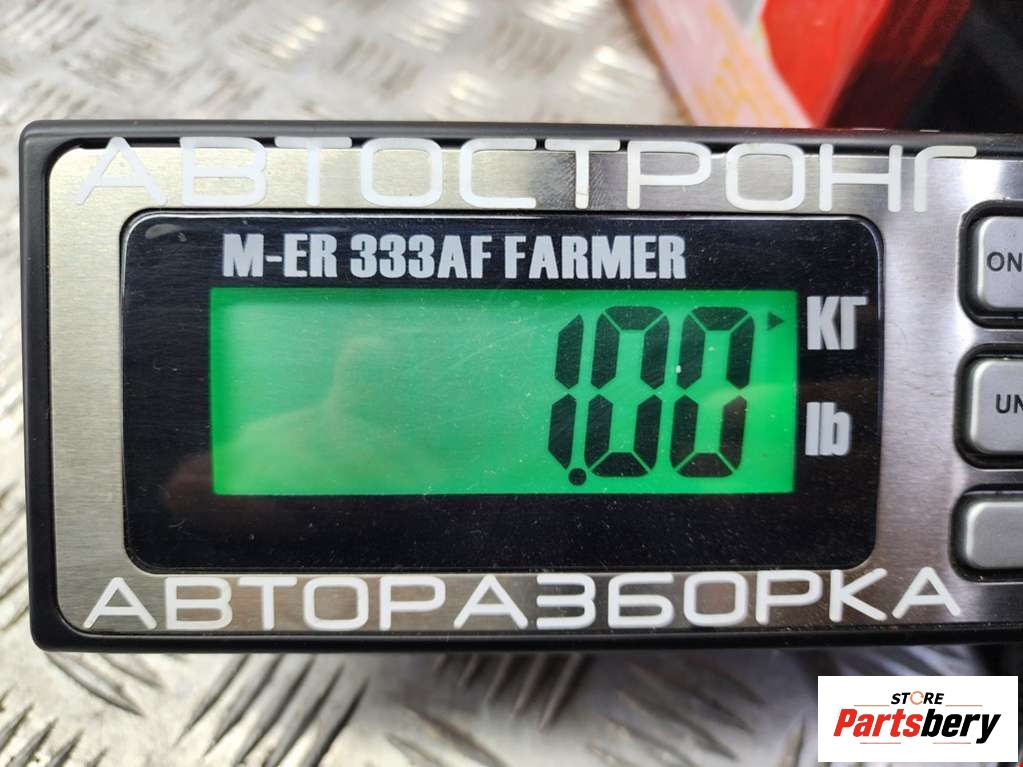 АВТОСТРОНГ
M-ER 333AF FARMER
1.00 КГ
lb
ON
UN
АВТОРАЗБОРКА
STORE
Partsbery